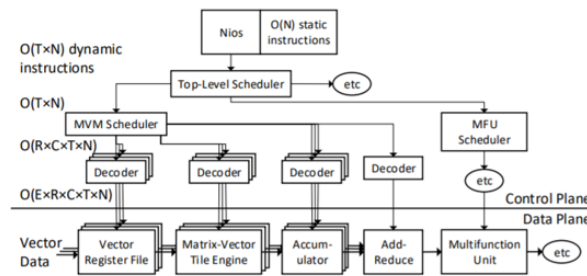 Nios
O(N) static
instructions
O(T×N) dynamic
instructions
Top-Level Scheduler
etc
O(T×N)
MVM Scheduler
MFU
Scheduler
O(R×C×T×N)
Decoder
Decoder
Decoder
Decoder
etc
O(E×R×C×T×N)
Control Plane
Data Plane
Vector
Data
Vector
Register File
Matrix-Vector
Tile Engine
Accum-
ulator
Add-
Reduce
Multifunction
Unit
etc